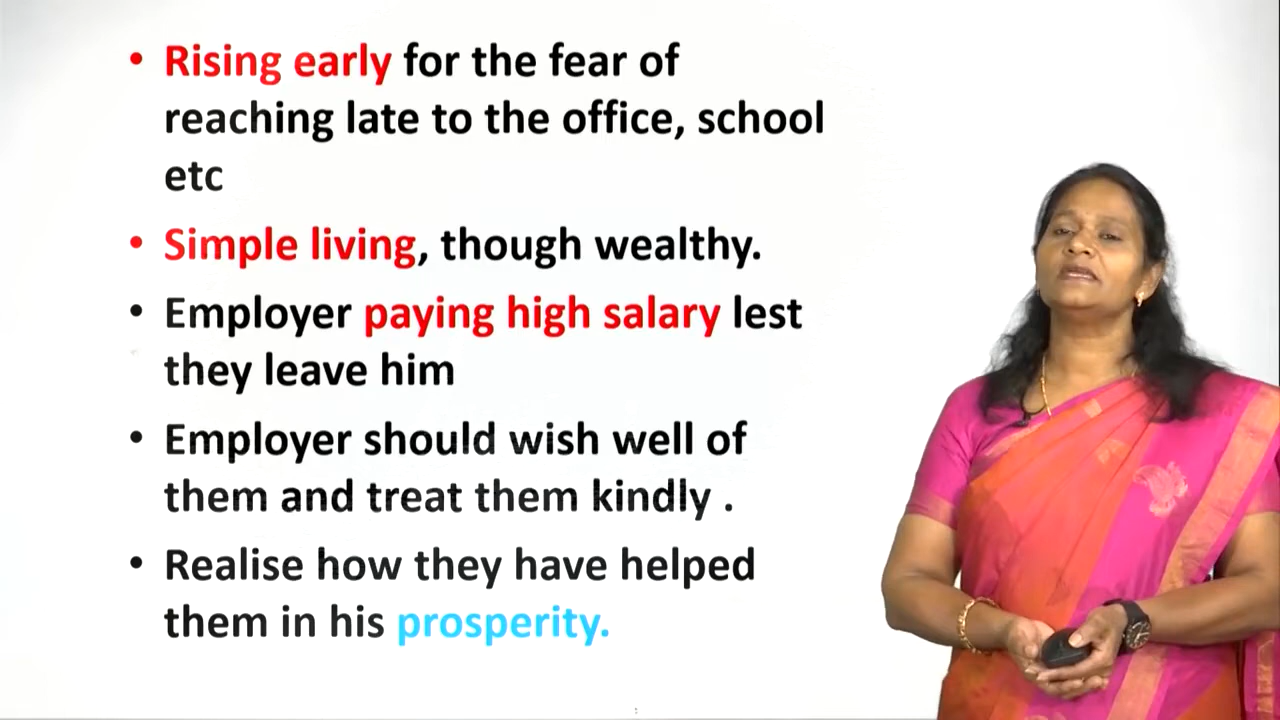 • Rising early for the fear of
reaching late to the office, school
etc
• Simple living, though wealthy.
• Employer paying high salary lest
they leave him
• Employer should wish well of
them and treat them kindly .
• Realise how they have helped
them in his prosperity.